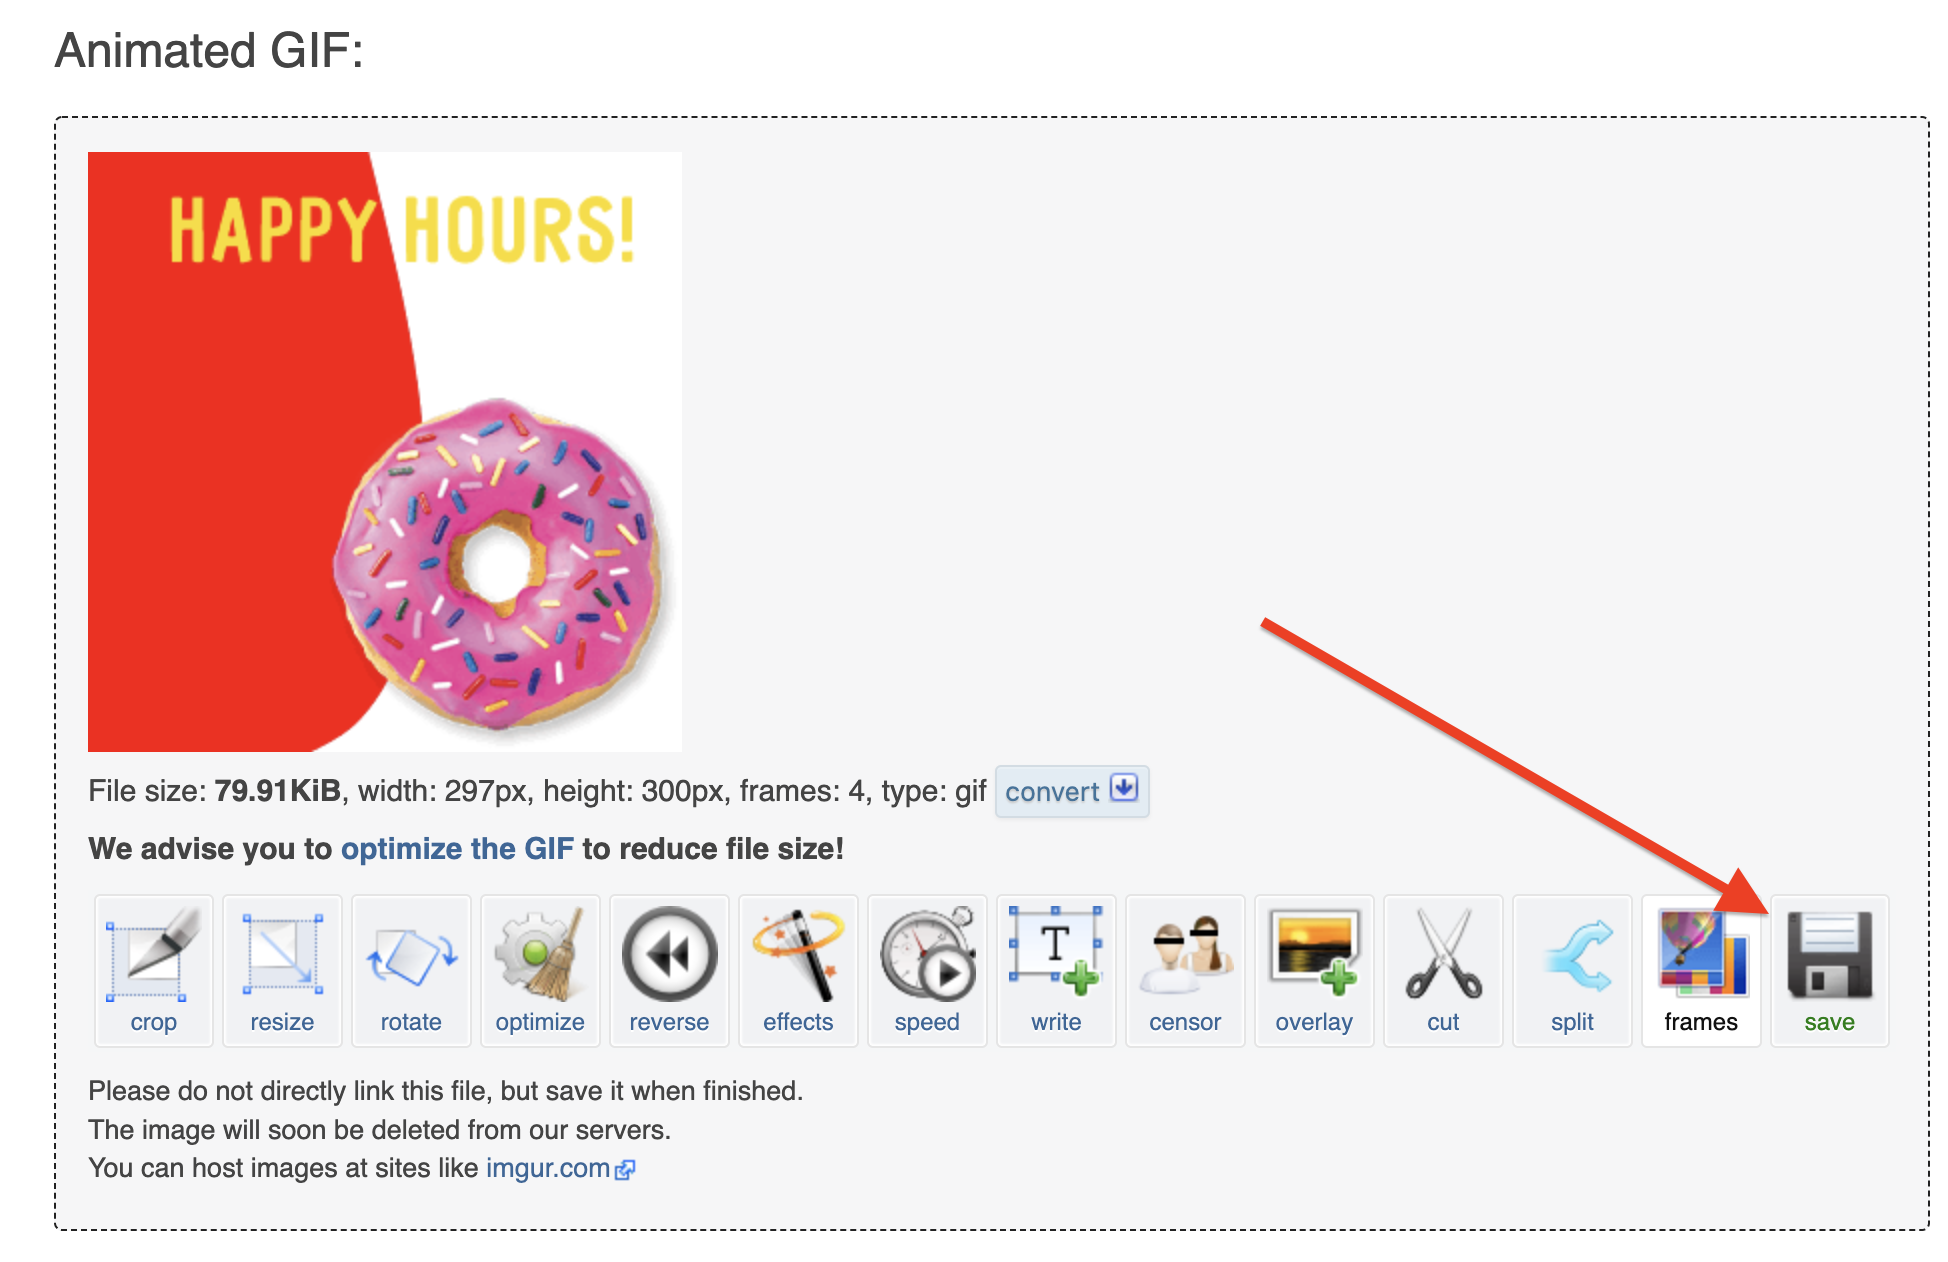 Animated GIF:
HAPPY HOURS!
File size: 79.91KiB, width: 297px, height: 300px, frames: 4, type: gif convert
We advise you to optimize the GIF to reduce file size!
crop resize rotate optimize reverse effects speed write censor overlay cut split frames save
Please do not directly link this file, but save it when finished.
The image will soon be deleted from our servers.
You can host images at sites like imgur.com